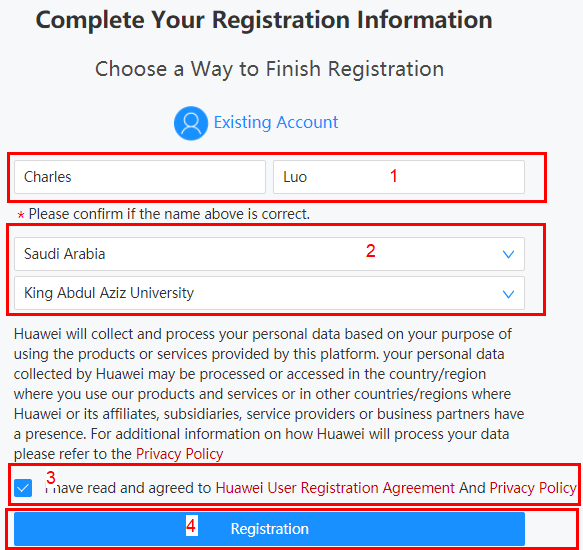 Complete Your Registration Information
Choose a Way to Finish Registration
Existing Account
Charles Luo 1
* Please confirm if the name above is correct.
Saudi Arabia 2
King Abdul Aziz University
Huawei will collect and process your personal data based on your purpose of
using the products or services provided by this platform. your personal data
collected by Huawei may be processed or accessed in the country/region
where you use our products and services or in other countries/regions where
Huawei or its affiliates, subsidiaries, service providers or business partners have
a presence. For additional information on how Huawei will process your data
please refer to the Privacy Policy
3
I have read and agreed to Huawei User Registration Agreement And Privacy Policy
4 Registration